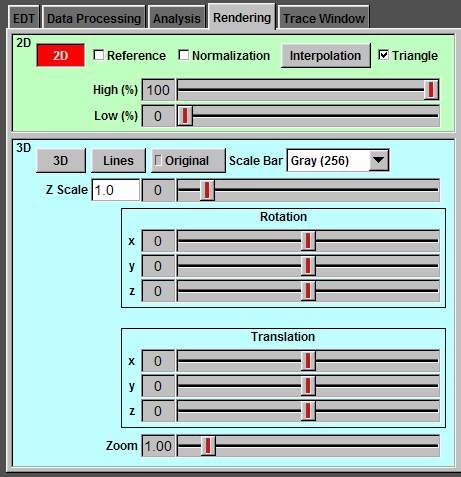 EDT Data Processing Analysis Rendering Trace Window
2D
2D Reference Normalization Interpolation Triangle
High (%) 100
Low (%) 0
3D
3D Lines Original Scale Bar Gray (256)
Z Scale 1.0 0
Rotation
x 0
y 0
z 0
Translation
x 0
y 0
z 0
Zoom 1.00